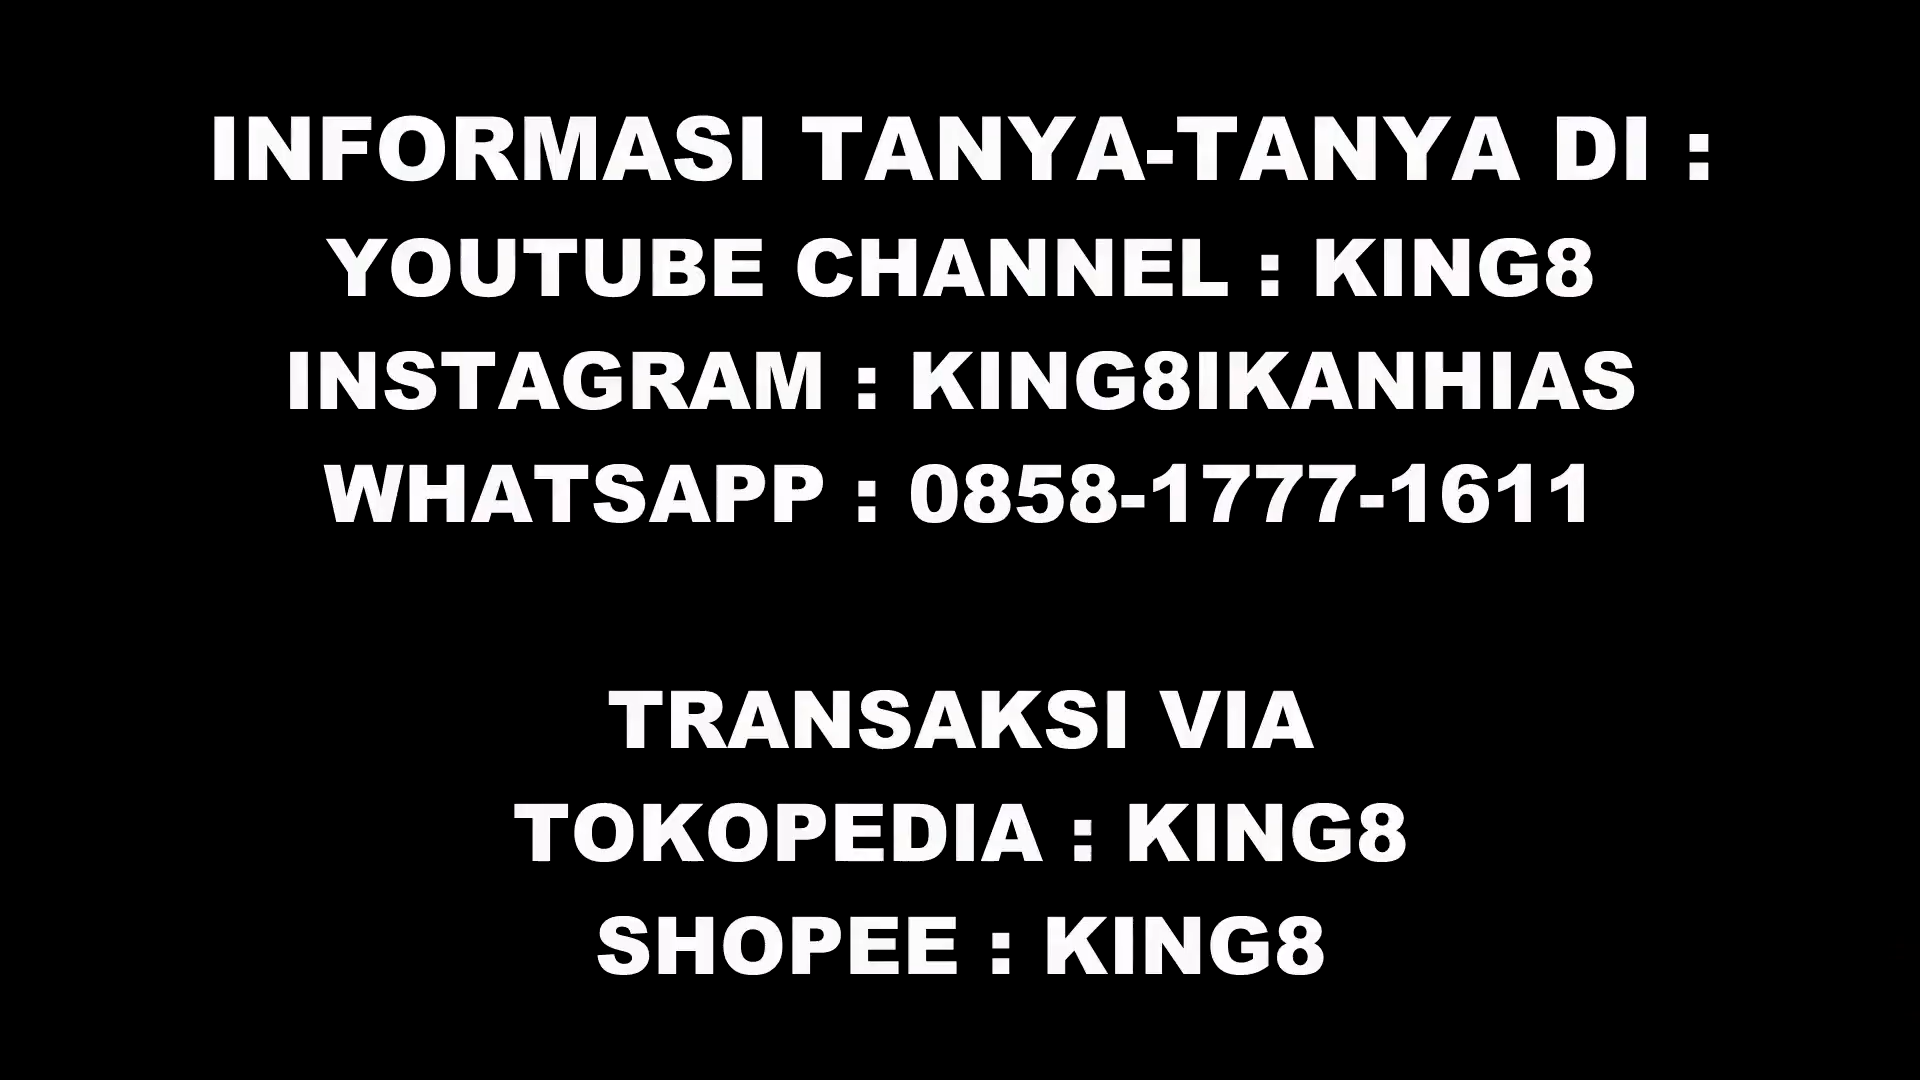 INFORMASI TANYA-TANYA DI :
YOUTUBE CHANNEL : KING8
INSTAGRAM : KING8IKANHIAS
WHATSAPP : 0858-1777-1611
TRANSAKSI VIA
TOKOPEDIA : KING8
SHOPEE : KING8